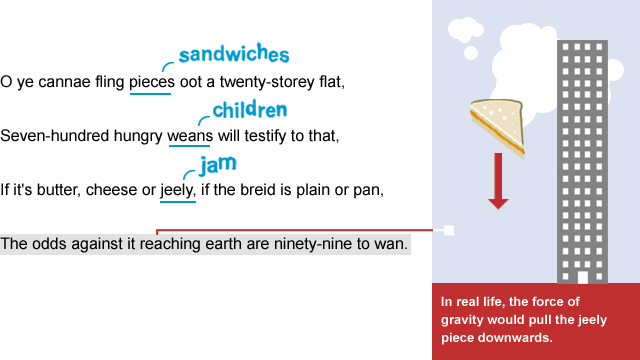 sandwiches
O ye cannae fling pieces oot a twenty-storey flat,
children
Seven-hundred hungry weans will testify to that,
jam
If it's butter, cheese or jeely, if the breid is plain or pan,
The odds against it reaching earth are ninety-nine to wan.
In real life, the force of
gravity would pull the jeely
piece downwards.